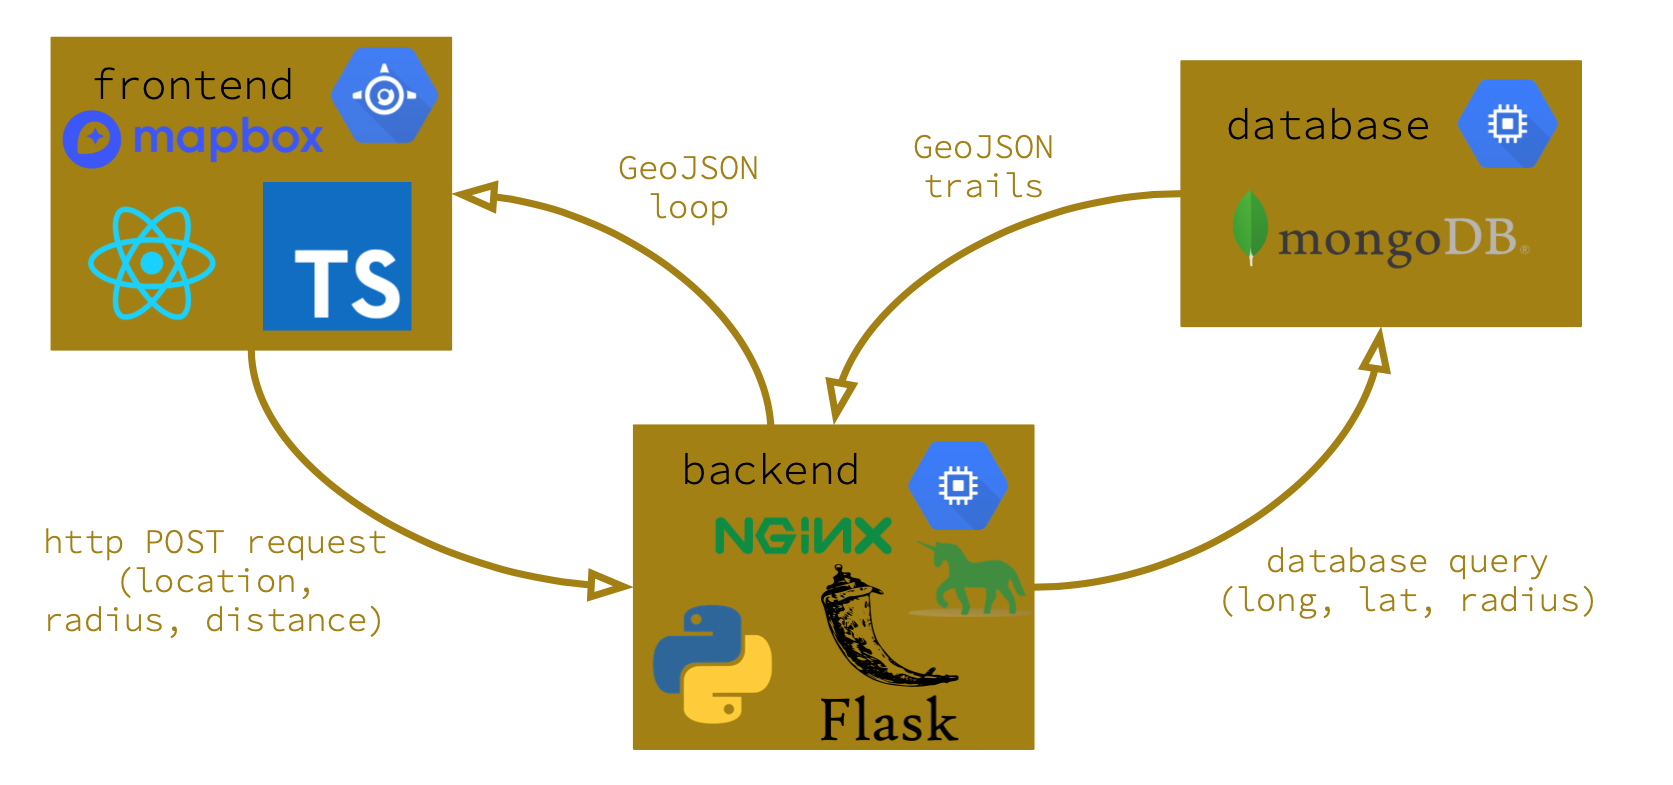 frontend
mapbox
TS
GeoJSON
loop
GeoJSON
trails
database
mongoDB®
http POST request
(location,
radius, distance)
backend
NGINX
Flask
database query
(long, lat, radius)